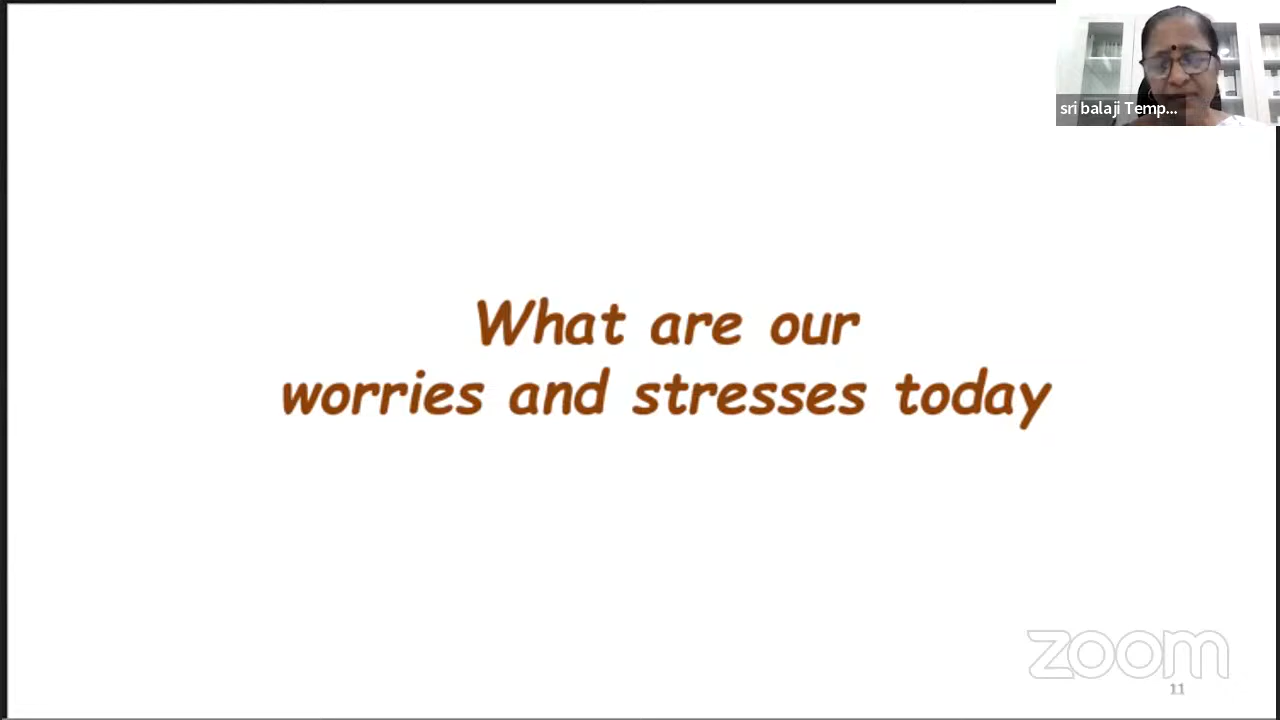 sri balaji Temp...
What are our
worries and stresses today
zoom
11